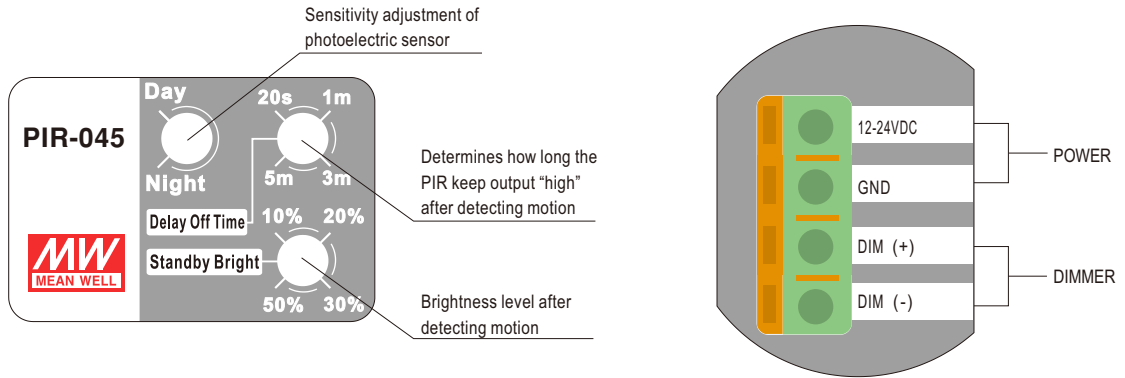 Sensitivity adjustment of
photoelectric sensor
PIR-045
Day
Night
20s 1m
5m 3m
Delay Off Time
10% 20%
Standby Bright
50% 30%
MW
MEAN WELL
Determines how long the
PIR keep output “high”
after detecting motion
Brightness level after
detecting motion
12-24VDC
GND
POWER
DIM (+)
DIM (-)
DIMMER